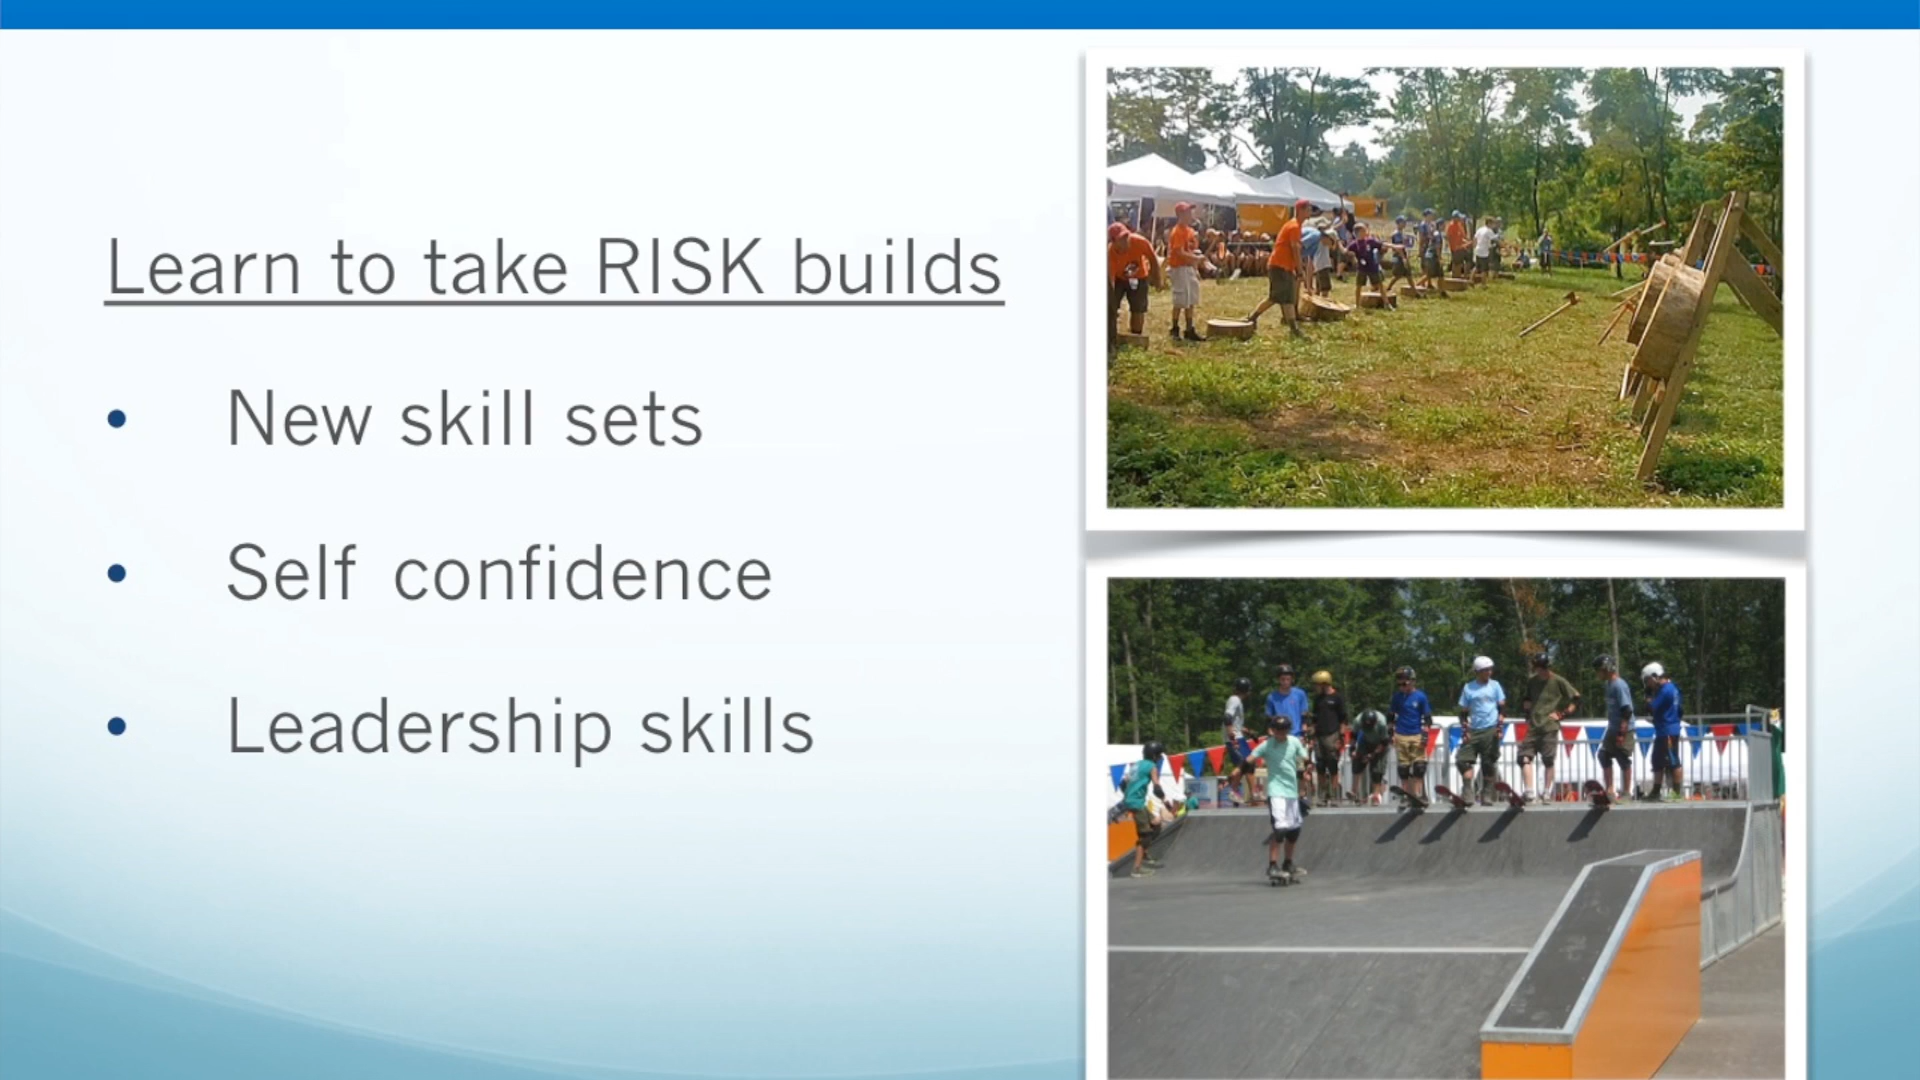 Learn to take RISK builds
• New skill sets
• Self confidence
• Leadership skills